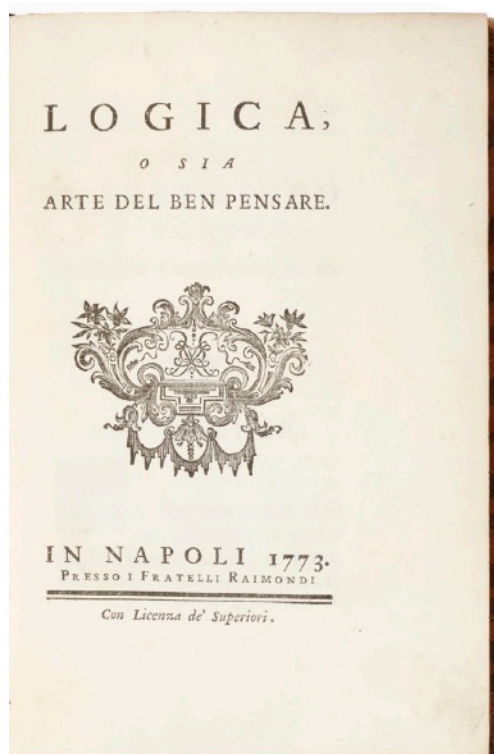 LOGICA,
O SIA
ARTE DEL BEN PENSARE.
IN NAPOLI 1773.
PRESSO I FRATELLI RAIMONDI
Con Licenza de' Superiori.